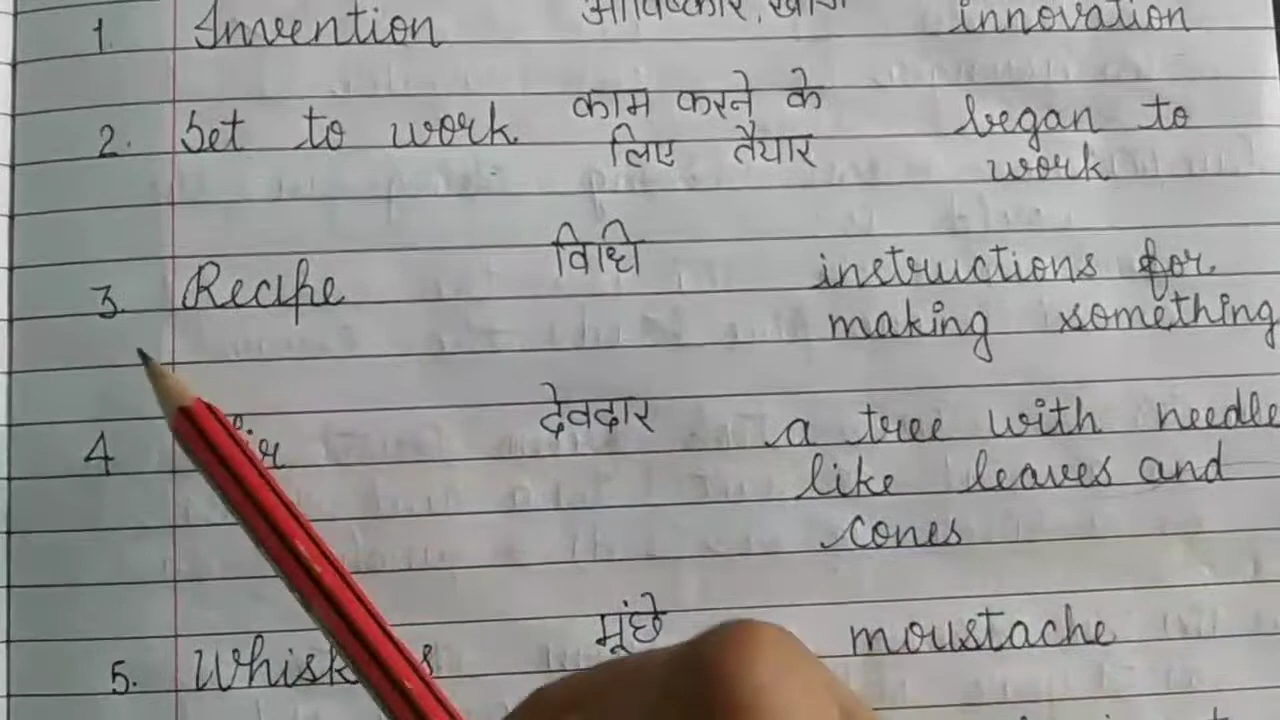 1. Invention आविष्कार, खोज innovation
2. Set to work काम करने के began to
लिए तैयार work
3. Recipe विधि instructions for
making something
4 देवदार a tree with needle
like leaves and
cones
5. मूंछे moustache